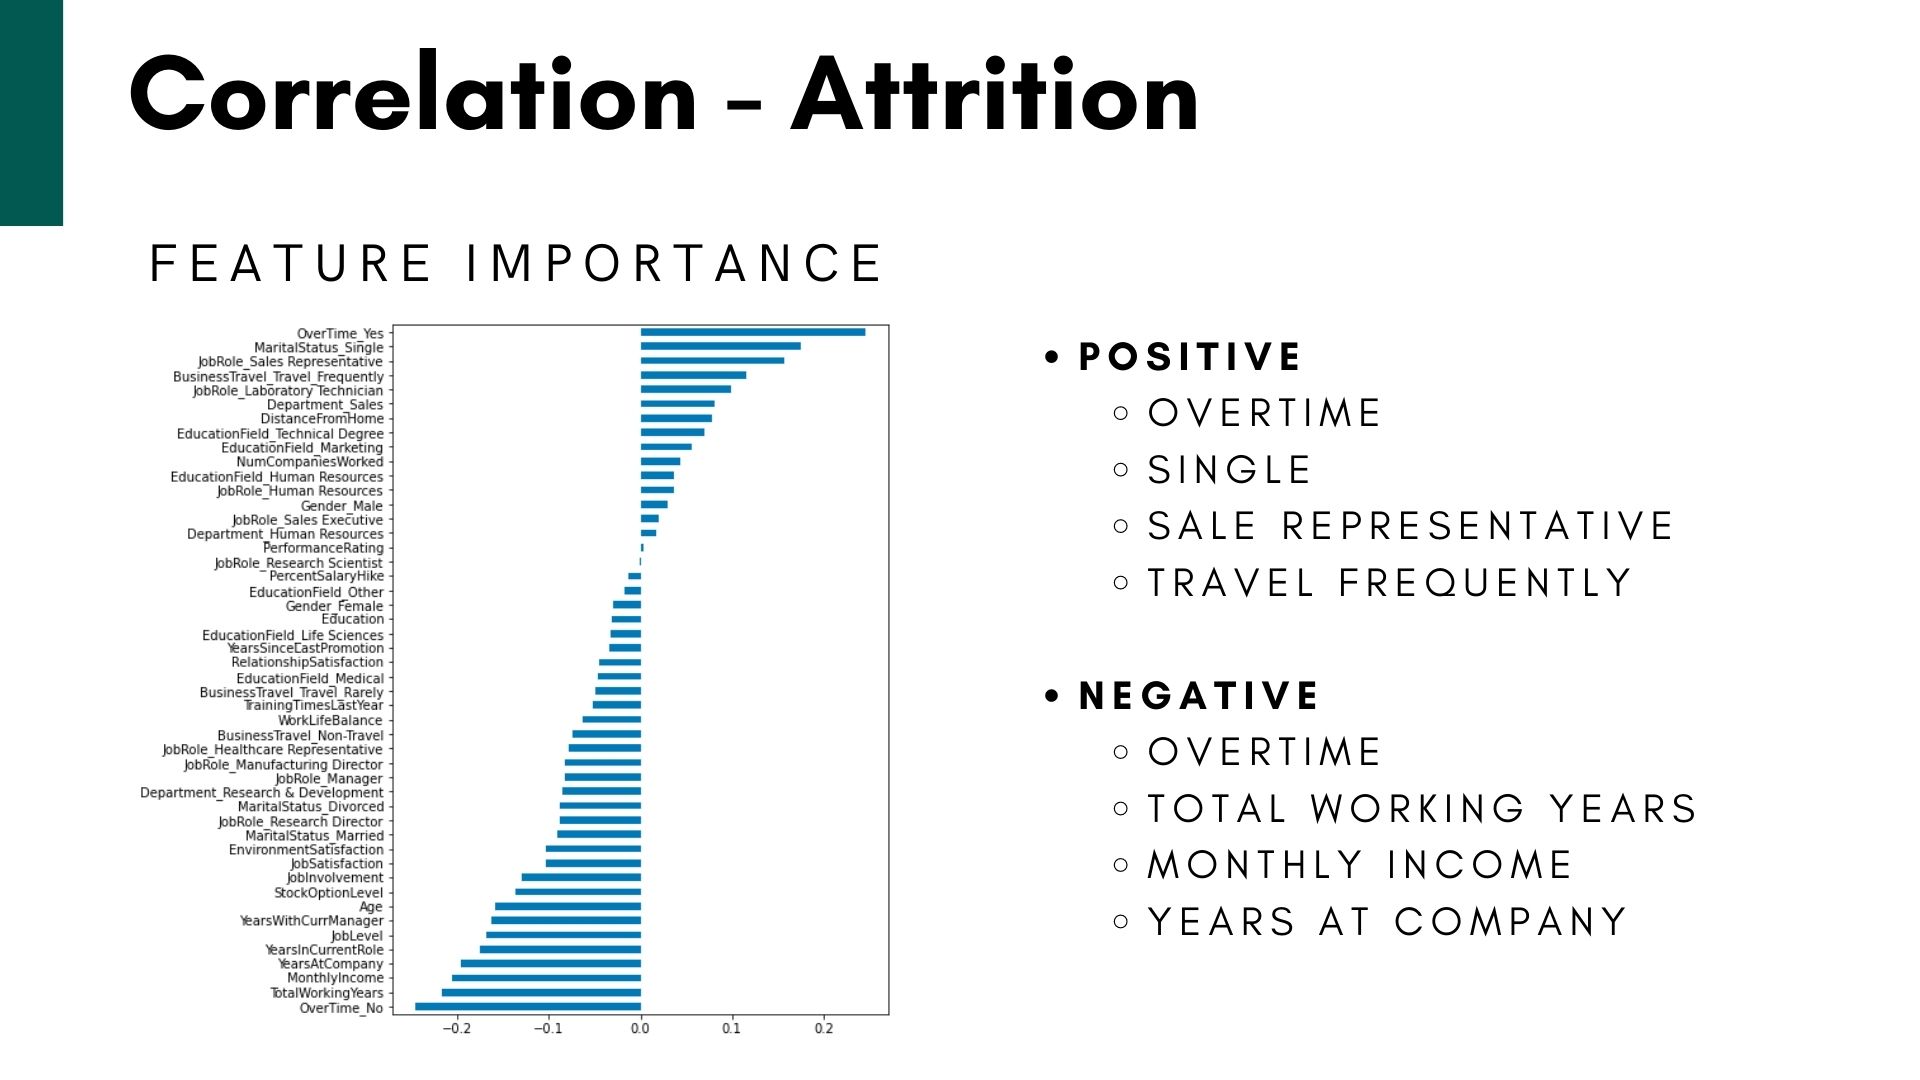 Correlation – Attrition
FEATURE IMPORTANCE
OverTime_Yes
MaritalStatus_Single
JobRole_Sales Representative
BusinessTravel_Travel_Frequently
JobRole_Laboratory Technician
Department_Sales
DistanceFromHome
EducationField_Technical Degree
EducationField_Marketing
NumCompaniesWorked
EducationField_Human Resources
JobRole_Human Resources
Gender_Male
JobRole_Sales Executive
Department_Human Resources
PerformanceRating
JobRole_Research Scientist
PercentSalaryHike
EducationField_Other
Gender_Female
Education
EducationField_Life Sciences
YearsSinceLastPromotion
RelationshipSatisfaction
EducationField_Medical
BusinessTravel_Travel_Rarely
TrainingTimesLastYear
WorkLifeBalance
BusinessTravel_Non-Travel
JobRole_Healthcare Representative
JobRole_Manufacturing Director
JobRole_Manager
Department_Research & Development
MaritalStatus_Divorced
JobRole_Research Director
MaritalStatus_Married
EnvironmentSatisfaction
JobSatisfaction
JobInvolvement
StockOptionLevel
Age
YearsWithCurrManager
JobLevel
YearsInCurrentRole
YearsAtCompany
MonthlyIncome
TotalWorkingYears
OverTime_No
−0.2 −0.1 0.0 0.1 0.2
• POSITIVE
○ OVERTIME
○ SINGLE
○ SALE REPRESENTATIVE
○ TRAVEL FREQUENTLY
• NEGATIVE
○ OVERTIME
○ TOTAL WORKING YEARS
○ MONTHLY INCOME
○ YEARS AT COMPANY